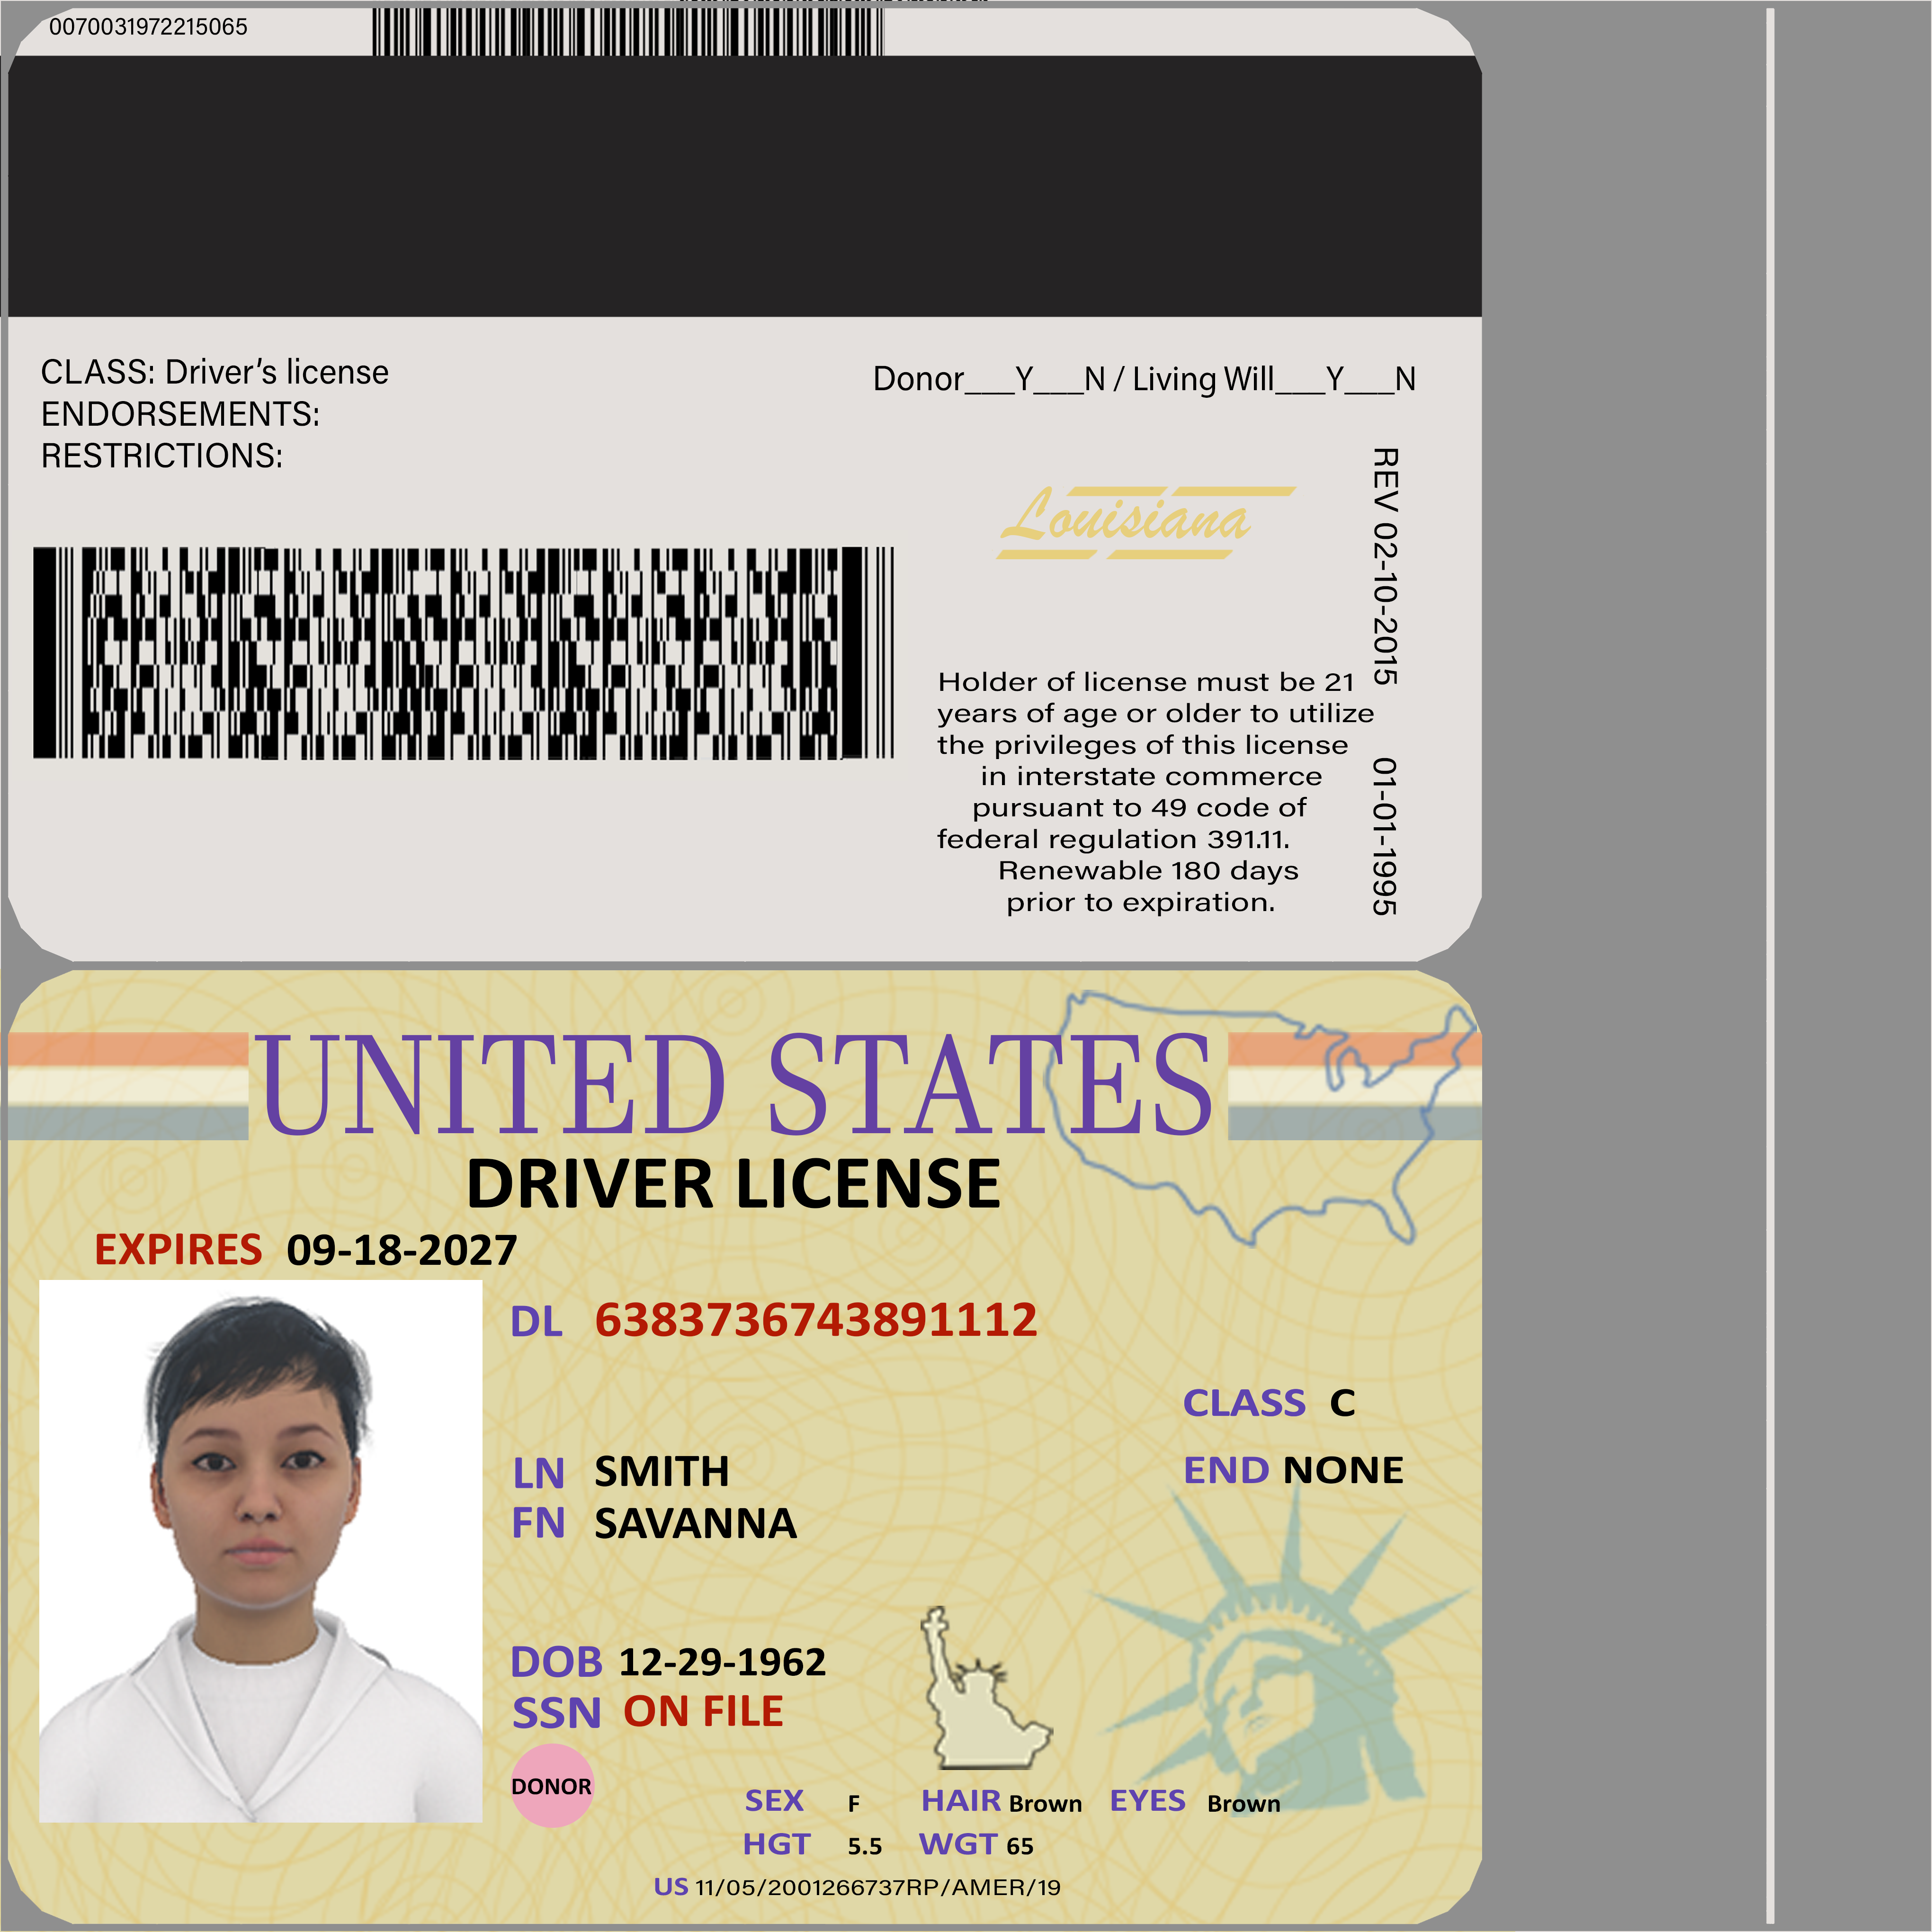 0070031972215065
CLASS: Driver's license
ENDORSEMENTS:
RESTRICTIONS:
Donor___Y___N / Living Will___Y___N
Louisiana
REV 02-10-2015 01-01-1995
Holder of license must be 21
years of age or older to utilize
the privileges of this license
in interstate commerce
pursuant to 49 code of
federal regulation 391.11.
Renewable 180 days
prior to expiration.
UNITED STATES
DRIVER LICENSE
EXPIRES 09-18-2027
DL 6383736743891112
CLASS C
LN SMITH
END NONE
FN SAVANNA
DOB 12-29-1962
SSN ON FILE
DONOR
SEX F HAIR Brown EYES Brown
HGT 5.5 WGT 65
US 11/05/2001266737RP/AMER/19